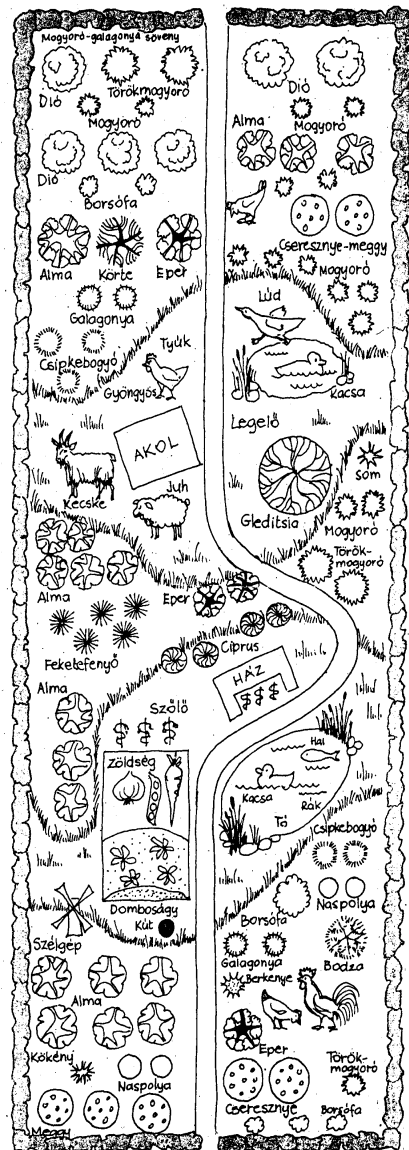 Mogyoró-galagonya sövény
Dió
Törökmogyoró
Mogyoró
Dió
Borsófa
Alma
Körte
Eper
Galagonya
Csipkebogyó
Tyúk
Gyöngyös
AKOL
Kecske
Juh
Alma
Eper
Feketefenyő
Ciprus
HÁZ
Alma
Szőlő
Zöldség
Dombságy
Kút
Szélgép
Alma
Kökény
Naspolya
Meggy
Dió
Alma
Mogyoró
Cseresznye-meggy
Mogyoró
Lúd
Kacsa
Legelő
Gleditsia
Som
Mogyoró
Török-
mogyoró
Hal
Kacsa
Rák
Tó
Csipkebogyó
Naspolya
Borsófa
Galagonya
Bodza
Berkenye
Eper
Török-
mogyoró
Cseresznye
Borsófa